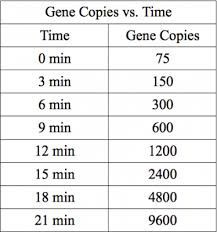 Gene Copies vs. Time
Time Gene Copies
0 min 75
3 min 150
6 min 300
9 min 600
12 min 1200
15 min 2400
18 min 4800
21 min 9600